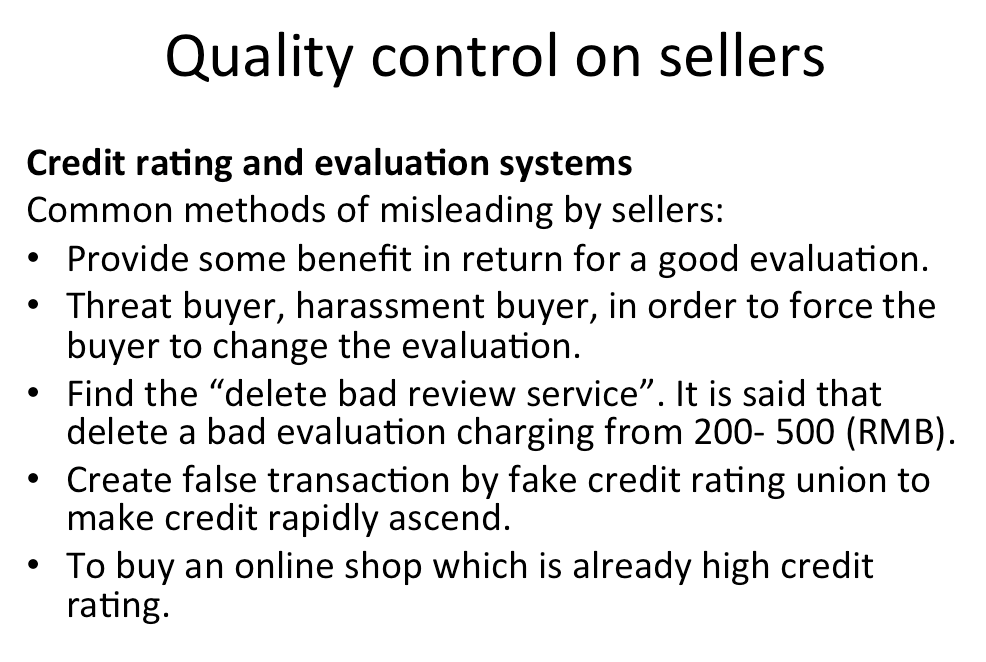 Quality control on sellers
Credit rating and evaluation systems
Common methods of misleading by sellers:
• Provide some benefit in return for a good evaluation.
• Threat buyer, harassment buyer, in order to force the
buyer to change the evaluation.
• Find the “delete bad review service”. It is said that
delete a bad evaluation charging from 200- 500 (RMB).
• Create false transaction by fake credit rating union to
make credit rapidly ascend.
• To buy an online shop which is already high credit
rating.